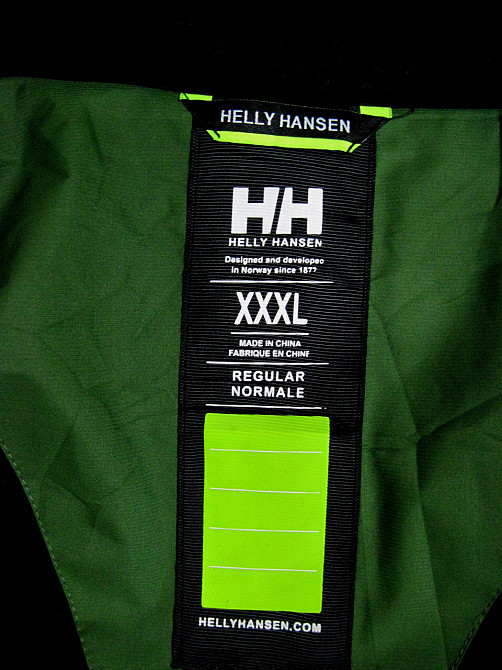 HELLY HANSEN
HH
HELLY HANSEN
Designed and developed
in Norway since 1877
XXXL
MADE IN CHINA
FABRIQUE EN CHINE
REGULAR
NORMALE
HELLYHANSEN.COM